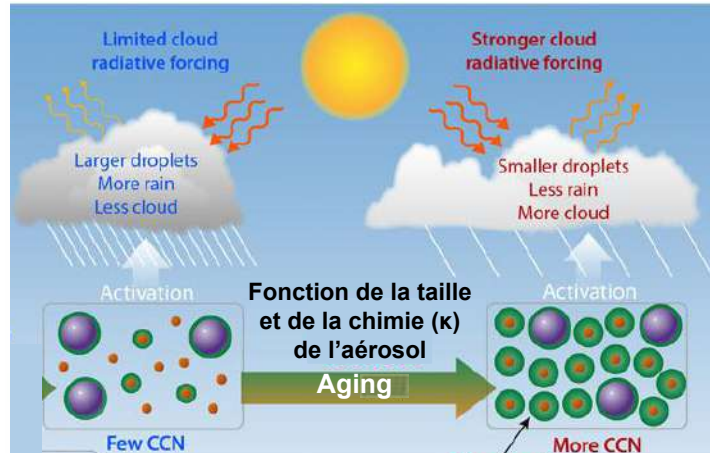 Limited cloud
radiative forcing
Stronger cloud
radiative forcing
Larger droplets
More rain
Less cloud
Smaller droplets
Less rain
More cloud
Activation
Activation
Fonction de la taille
et de la chimie (κ)
de l'aérosol
Aging
Few CCN
More CCN